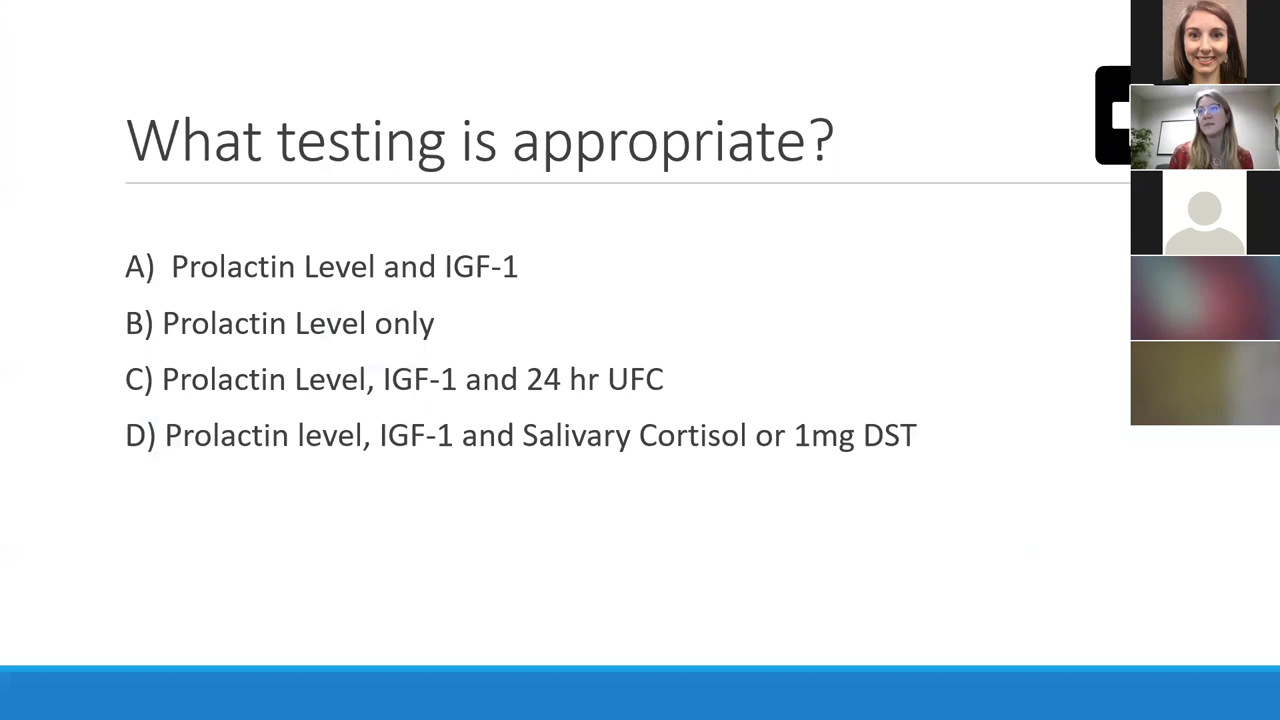 What testing is appropriate?
A) Prolactin Level and IGF-1
B) Prolactin Level only
C) Prolactin Level, IGF-1 and 24 hr UFC
D) Prolactin level, IGF-1 and Salivary Cortisol or 1mg DST